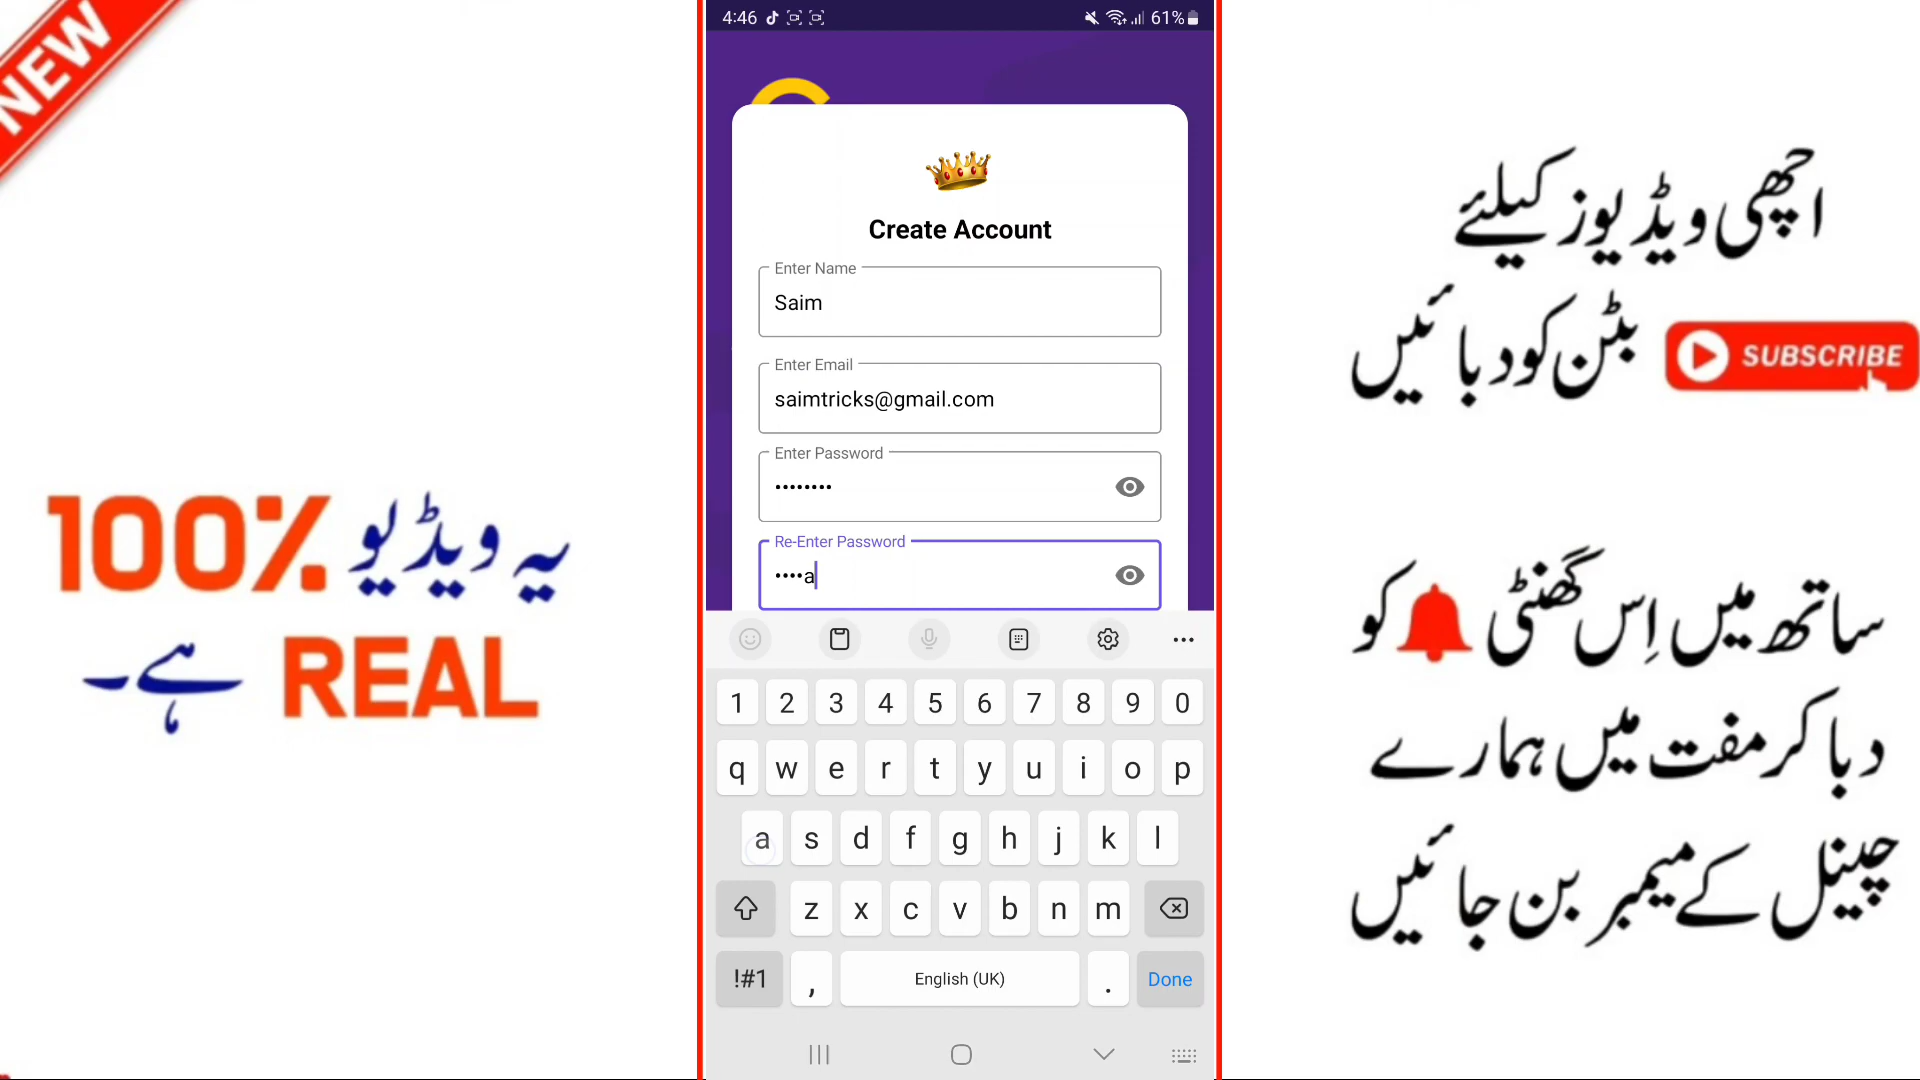 NEW
یہ ویڈیو 100%
REAL ہے۔
4:46
61%
Create Account
Enter Name
Saim
Enter Email
saimtricks@gmail.com
Enter Password
••••••••
Re-Enter Password
••••a
1 2 3 4 5 6 7 8 9 0
q w e r t y u i o p
a s d f g h j k l
z x c v b n m
!#1 , English (UK) . Done
اچھی ویڈیوز کیلئے
SUBSCRIBE بٹن کو دبائیں
ساتھ میں اِس گھنٹی کو
دبا کر مفت میں ہمارے
چینل کے میمبر بن جائیں